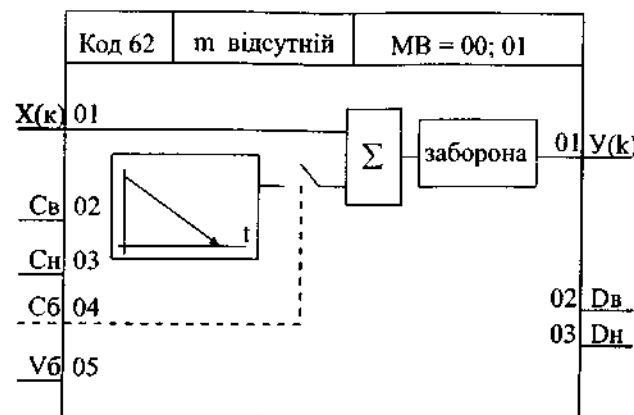 Код 62 m відсутній МВ = 00; 01
X(к) 01
Σ заборона 01 У(k)
Св 02
t
Сн 03
Сб 04 02 Dв
03 Dн
Vб 05